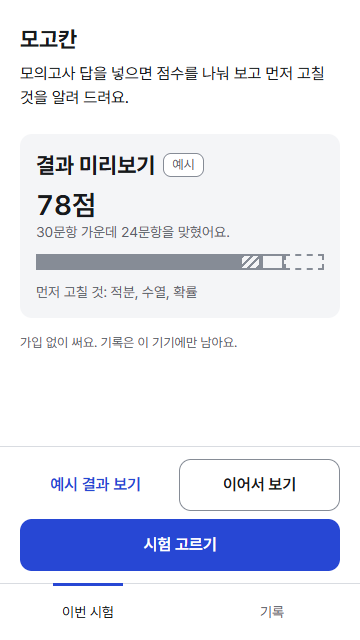 모고칸
모의고사 답을 넣으면 점수를 나눠 보고 먼저 고칠
것을 알려 드려요.
결과 미리보기 예시
78점
30문항 가운데 24문항을 맞혔어요.
먼저 고칠 것: 적분, 수열, 확률
가입 없이 써요. 기록은 이 기기에만 남아요.
예시 결과 보기 이어서 보기
시험 고르기
이번 시험 기록